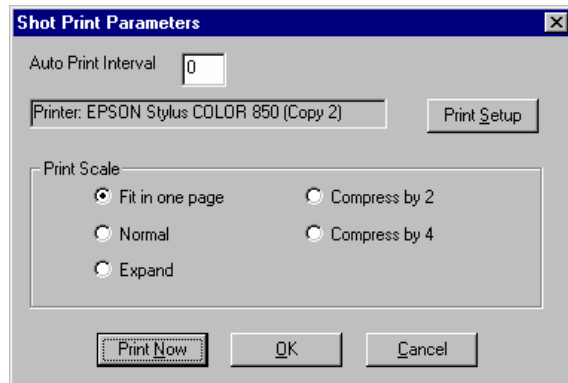 Shot Print Parameters
Auto Print Interval 0
Printer: EPSON Stylus COLOR 850 (Copy 2) Print Setup
Print Scale
Fit in one page Compress by 2
Normal Compress by 4
Expand
Print Now OK Cancel